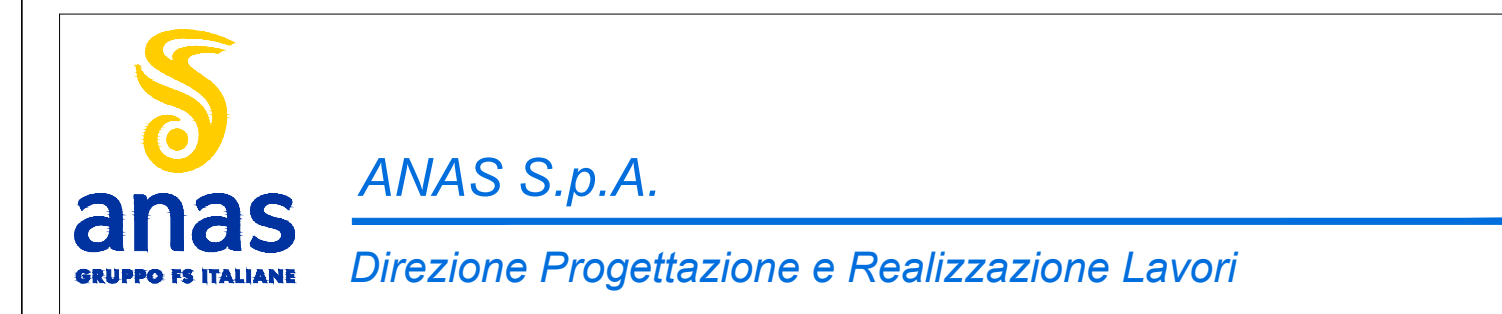 anas
GRUPPO FS ITALIANE
ANAS S.p.A.
Direzione Progettazione e Realizzazione Lavori